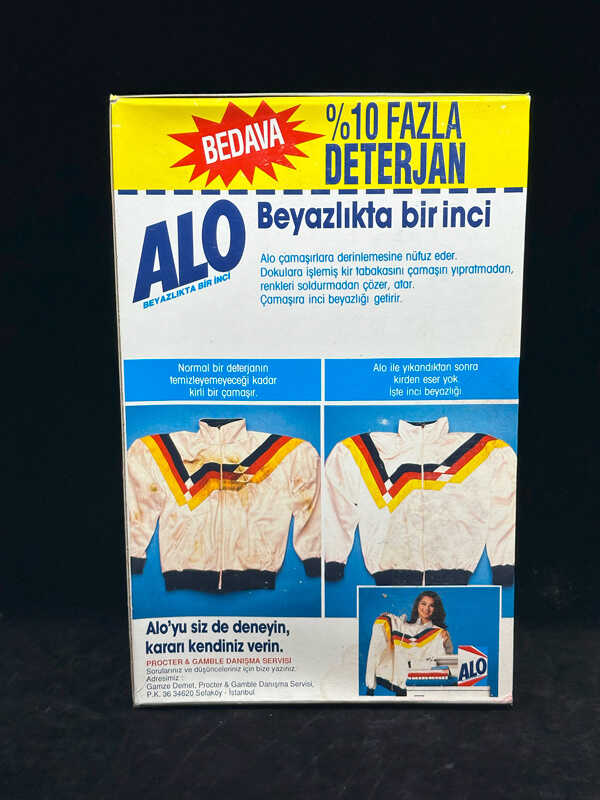 BEDAVA
%10 FAZLA
DETERJAN
ALO
BEYAZLIKTA BİR İNCİ
Beyazlıkta bir inci
Alo çamaşırlara derinlemesine nüfuz eder.
Dokulara işlemiş kir tabakasını çamaşırı yıpratmadan,
renkleri soldurmadan çözer, atar.
Çamaşıra inci beyazlığı getirir.
Normal bir deterjanın
temizleyemeyeceği kadar
kirli bir çamaşır.
Alo ile yıkandıktan sonra
kirden eser yok.
İşte inci beyazlığı
Alo'yu siz de deneyin,
kararı kendiniz verin.
PROCTER & GAMBLE DANIŞMA SERVİSİ
Sorularınız ve düşünceleriniz için bize yazınız.
Adresimiz :
Gamze Demet, Procter & Gamble Danışma Servisi,
P.K. 36 34620 Sefaköy - İstanbul
ALO